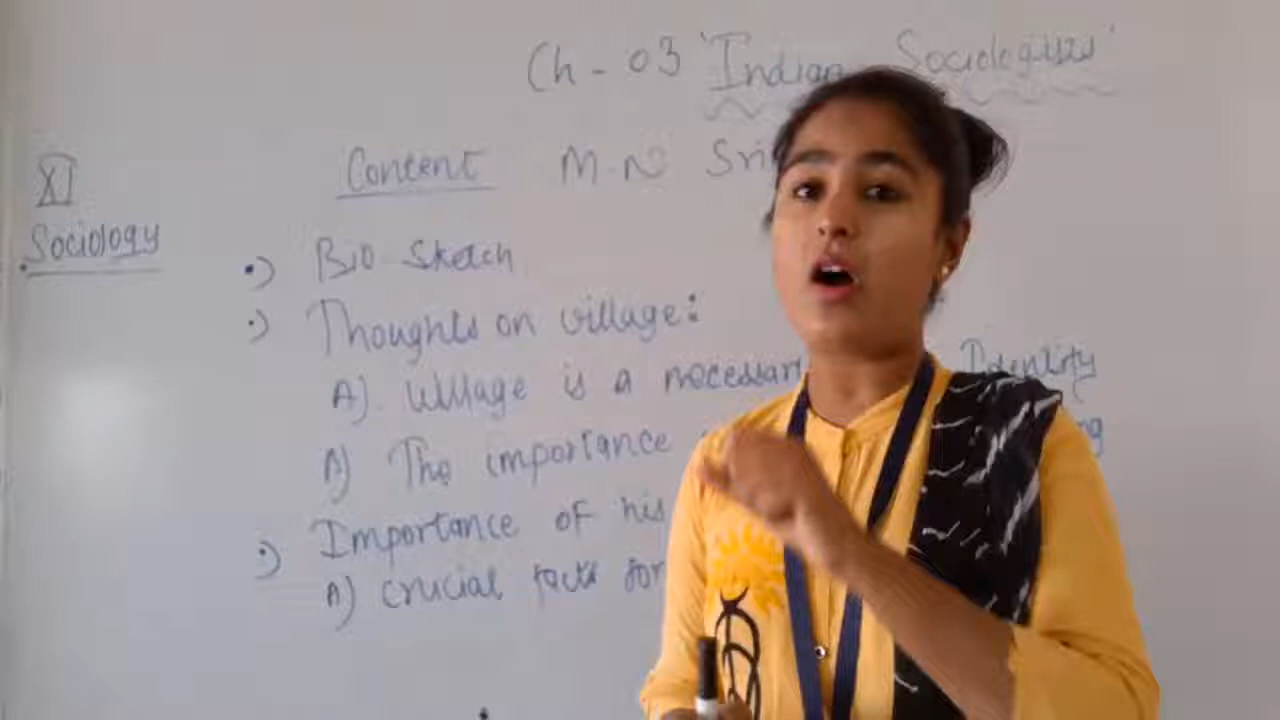 Ch - 03 'Indian Sociologists'
XI
Sociology
Content M.N Sri
•) Bio Sketch
•) Thoughts on village:
A). Village is a necessary Identity
A) The importance
•) Importance of his
A) Crucial facts for